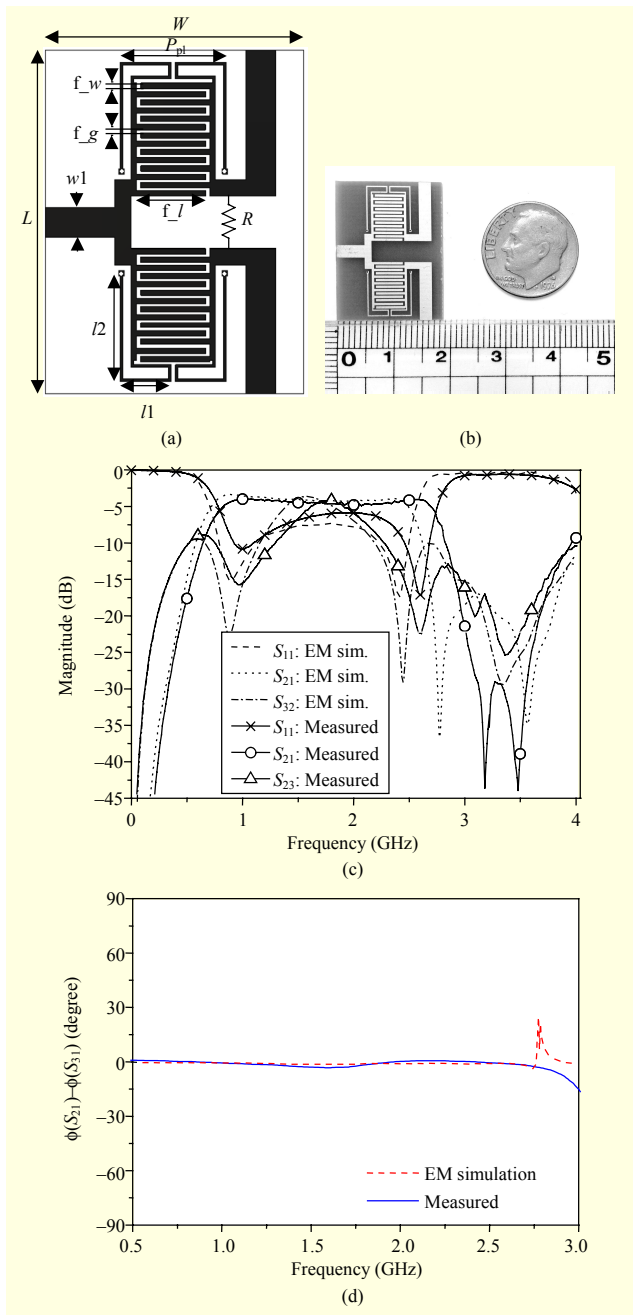 W
P_pl
f_w
f_g
w1
L
f_l
R
l2
l1
(a)
LIBERTY
0 1 2 3 4 5
(b)
Magnitude (dB)
0
−5
−10
−15
−20
−25
−30
−35
−40
−45
S11: EM sim.
S21: EM sim.
S32: EM sim.
S11: Measured
S21: Measured
S23: Measured
0 1 2 3 4
Frequency (GHz)
(c)
ϕ(S21)–ϕ(S31) (degree)
90
60
30
0
−30
−60
−90
EM simulation
Measured
0.5 1.0 1.5 2.0 2.5 3.0
Frequency (GHz)
(d)